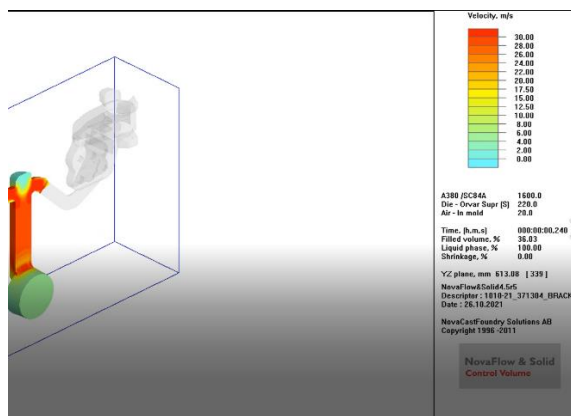 Velocity, m/s
30.00
28.00
26.00
24.00
22.00
20.00
17.50
15.00
12.50
10.00
8.00
6.00
4.00
2.00
0.00
A380 /SC84A 1600.0
Die - Orvar Supr (S) 220.0
Air - In mold 20.0
Time, (h,m,s) 000:00:00.240
Filled volume, % 36.03
Liquid phase, % 100.00
Shrinkage, % 0.00
YZ plane, mm 613.08 [ 339 ]
NovaFlow&Solid4.5r5
Descriptor : 1810-21_371304_BRACK
Date : 26.10.2021
NovaCastFoundry Solutions AB
Copyright 1996 -2011
NovaFlow & Solid
Control Volume